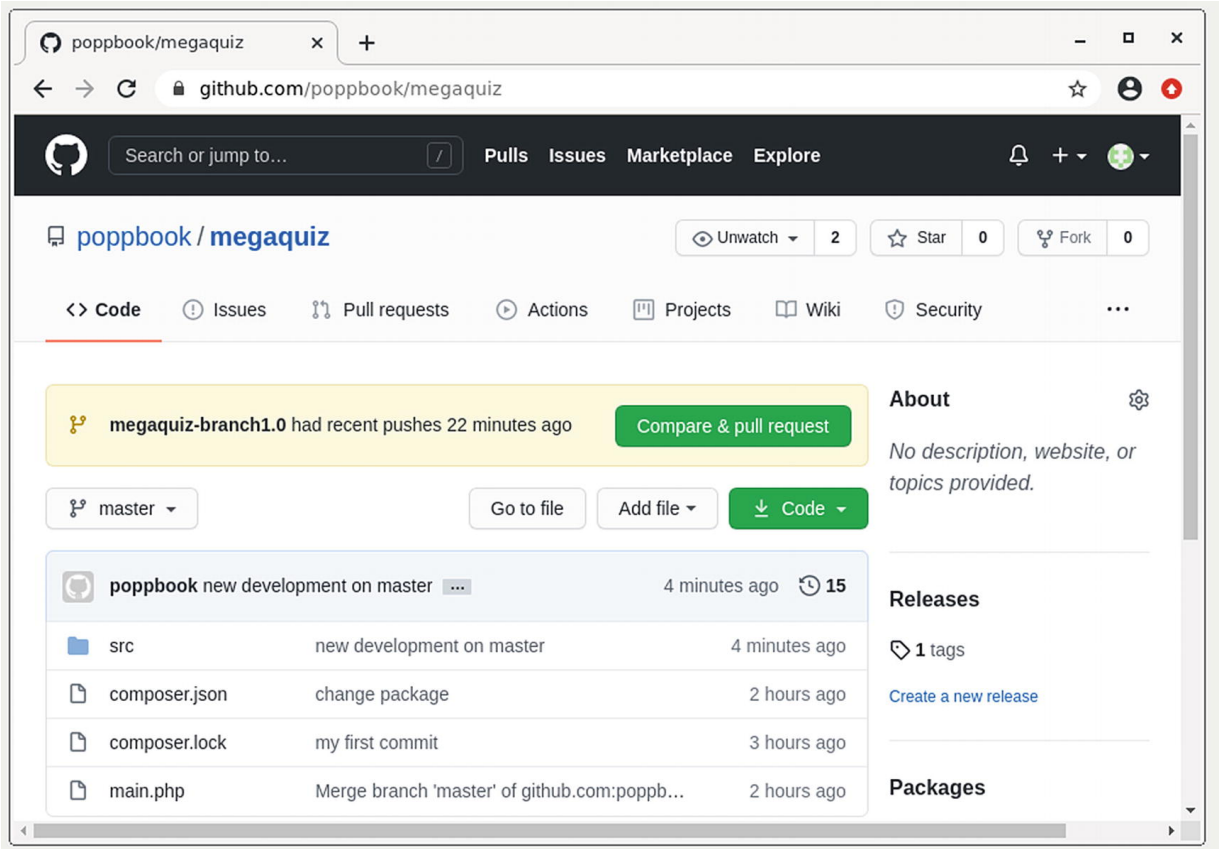 poppbook/megaquiz
github.com/poppbook/megaquiz
Search or jump to… / Pulls Issues Marketplace Explore
poppbook / megaquiz Unwatch 2 Star 0 Fork 0
Code Issues Pull requests Actions Projects Wiki Security ...
megaquiz-branch1.0 had recent pushes 22 minutes ago Compare & pull request
About
No description, website, or
topics provided.
master Go to file Add file Code
poppbook new development on master ... 4 minutes ago 15
src new development on master 4 minutes ago
composer.json change package 2 hours ago
composer.lock my first commit 3 hours ago
main.php Merge branch 'master' of github.com:poppb… 2 hours ago
Releases
1 tags
Create a new release
Packages